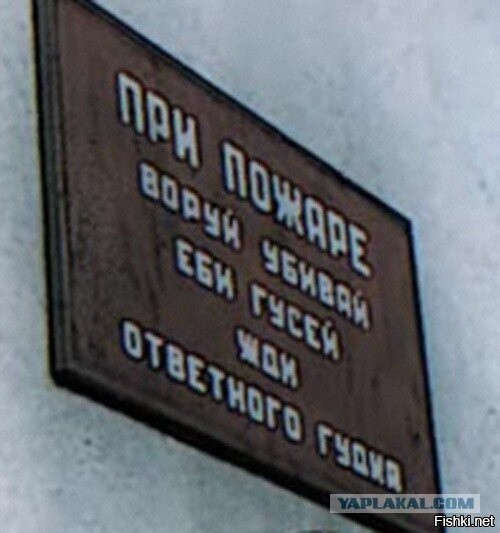 ПРИ ПОЖАРЕ
ВОРУЙ УБИВАЙ
ЕБИ ГУСЕЙ
ЖДИ
ОТВЕТНОГО ГУДКА
YAPLAKAL.COM
Fishki.net